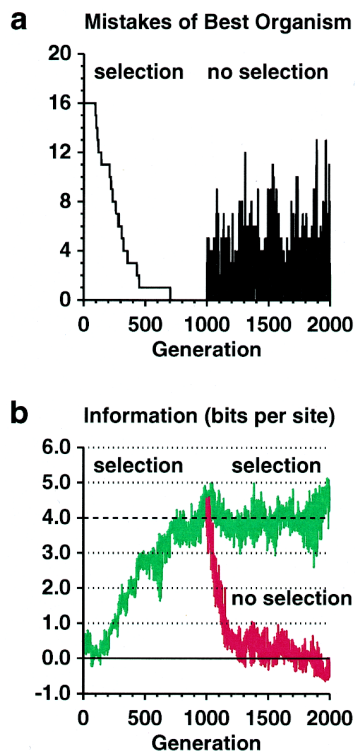 a
Mistakes of Best Organism
20
selection no selection
16
12
8
4
0
0 500 1000 1500 2000
Generation
b
Information (bits per site)
6.0
selection selection
5.0
4.0
3.0
2.0
no selection
1.0
0.0
-1.0
0 500 1000 1500 2000
Generation